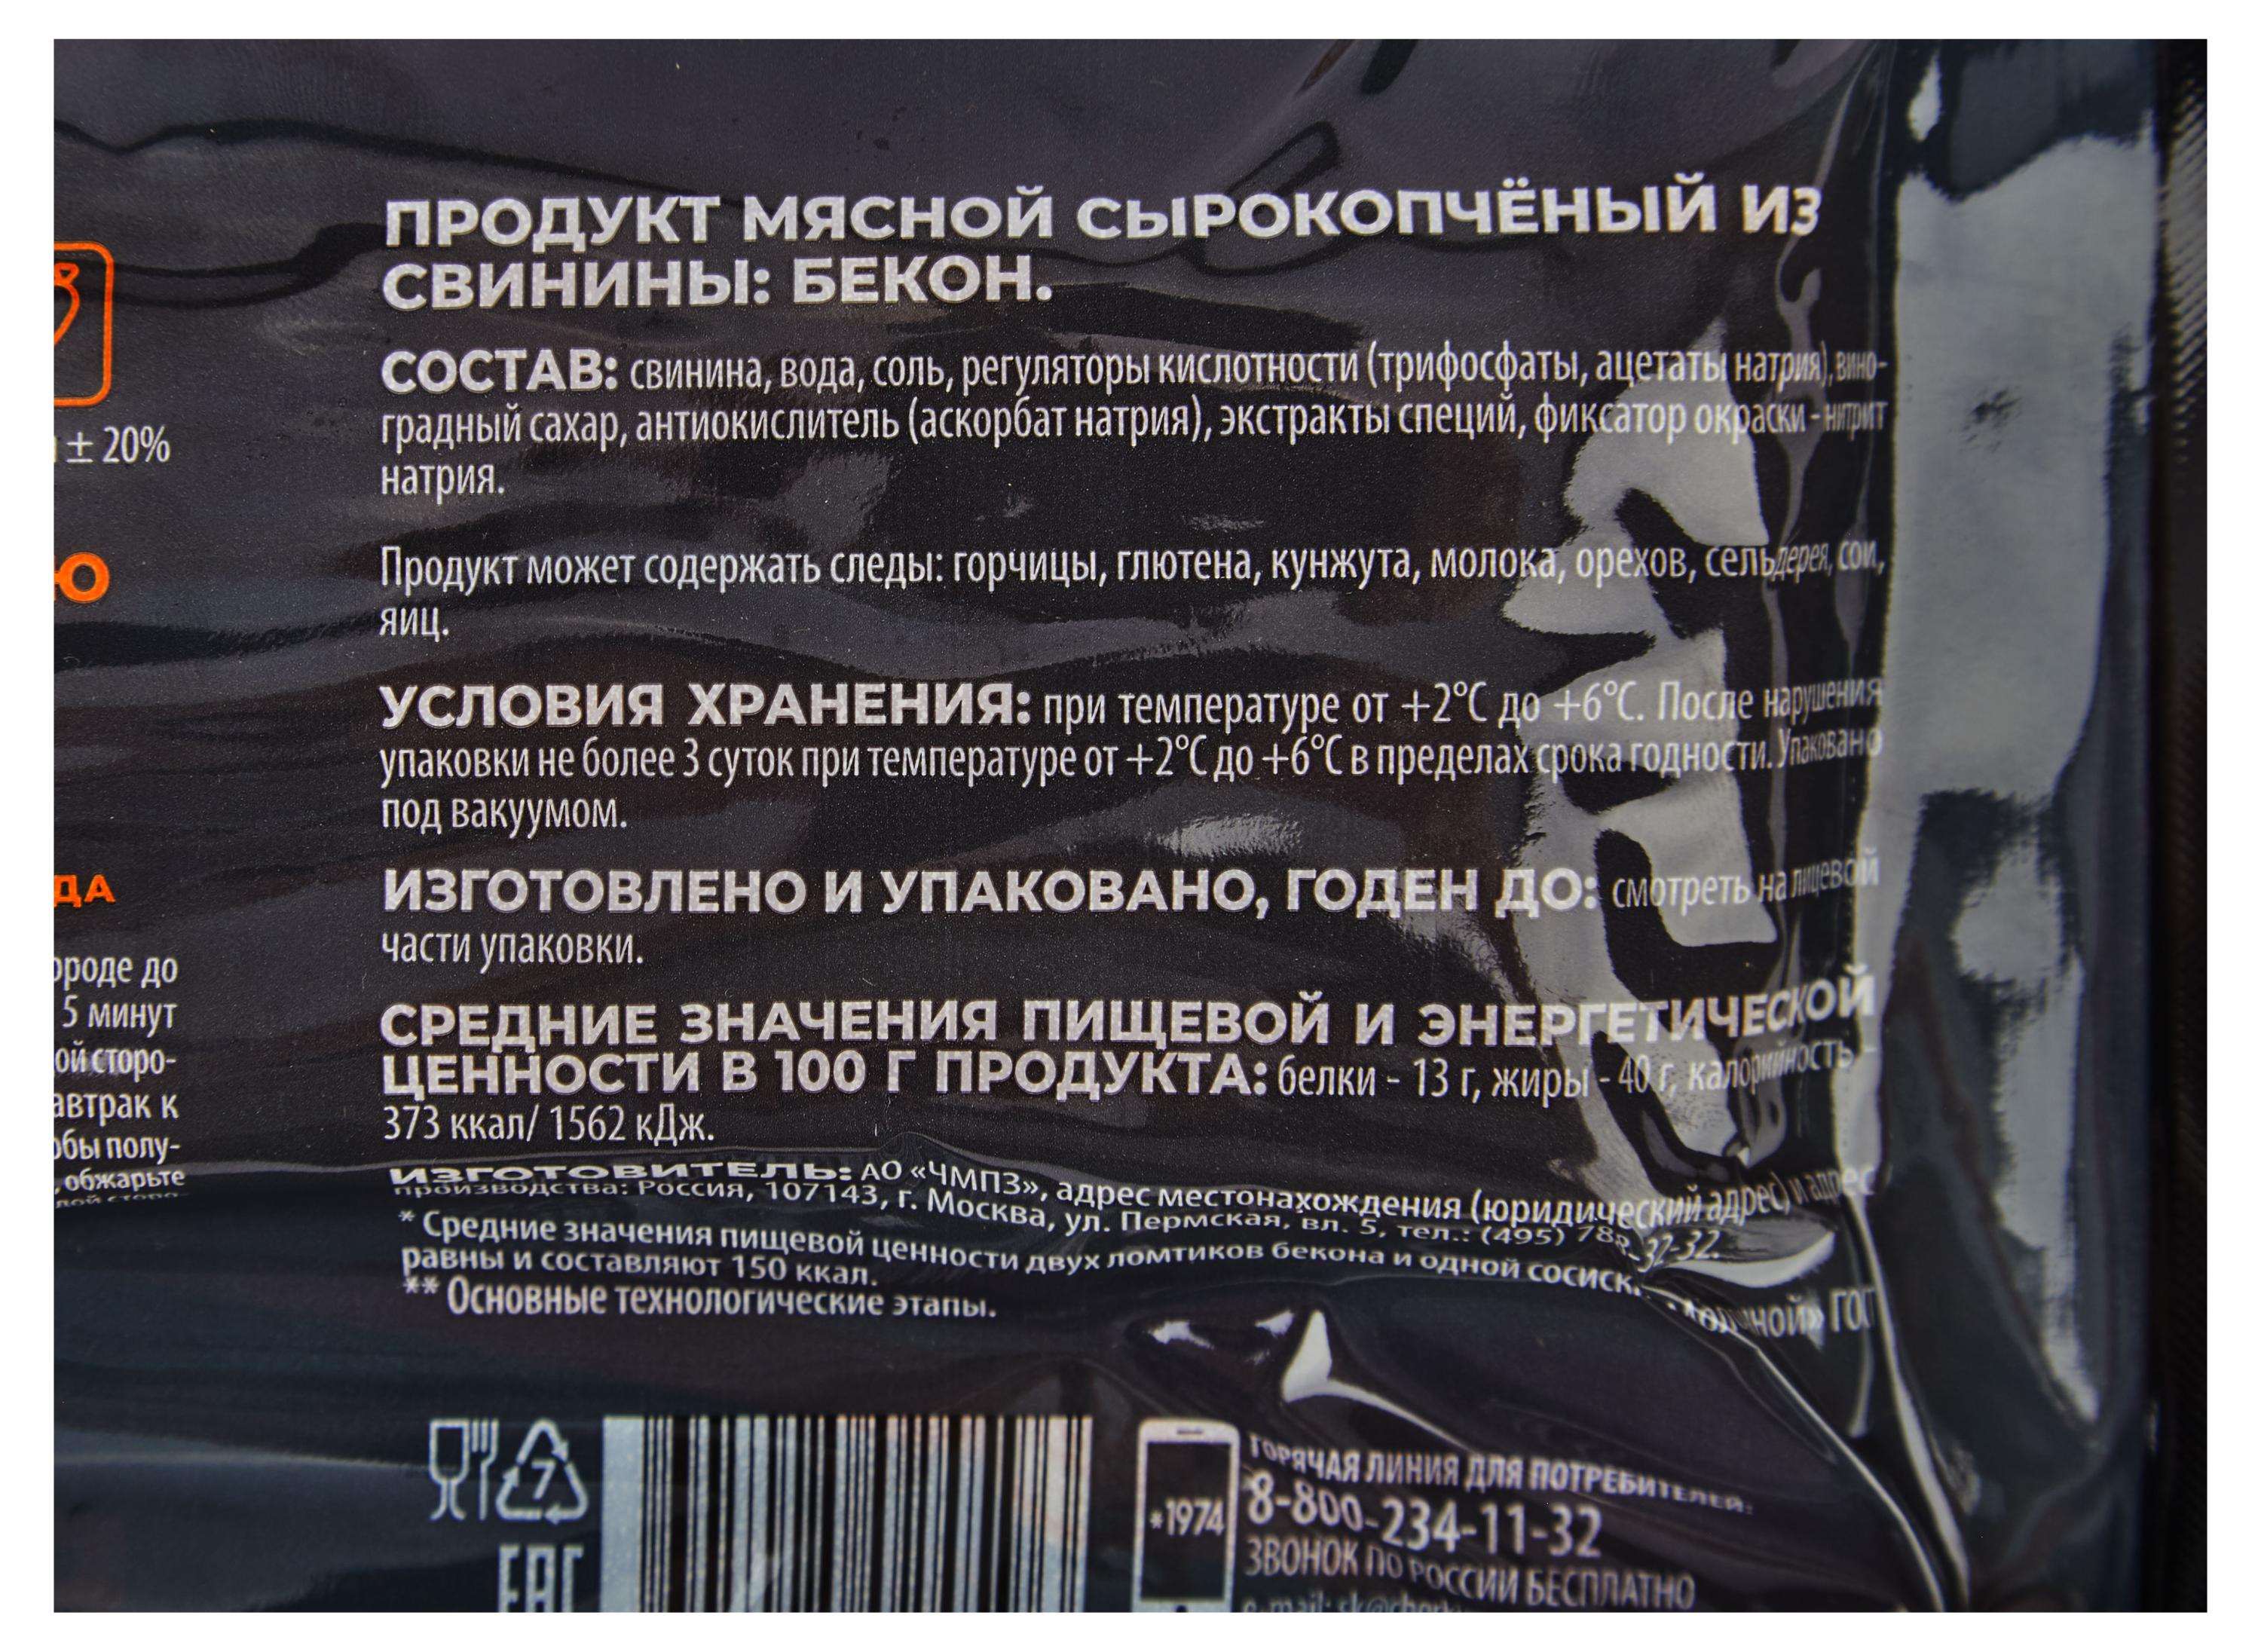 ± 20%
Ю
ДА
ороде до
5 минут
ой сторо-
автрак к
обы полу-
, обжарьте
ПРОДУКТ МЯСНОЙ СЫРОКОПЧЁНЫЙ ИЗ
СВИНИНЫ: БЕКОН.
СОСТАВ: свинина, вода, соль, регуляторы кислотности (трифосфаты, ацетаты натрия), вино-
градный сахар, антиокислитель (аскорбат натрия), экстракты специй, фиксатор окраски - нитрит
натрия.
Продукт может содержать следы: горчицы, глютена, кунжута, молока, орехов, сельдерея, сои,
яиц.
УСЛОВИЯ ХРАНЕНИЯ: при температуре от +2°C до +6°C. После нарушения
упаковки не более 3 суток при температуре от +2°C до +6°C в пределах срока годности. Упаковано
под вакуумом.
ИЗГОТОВЛЕНО И УПАКОВАНО, ГОДЕН ДО: смотреть на лицевой
части упаковки.
СРЕДНИЕ ЗНАЧЕНИЯ ПИЩЕВОЙ И ЭНЕРГЕТИЧЕСКОЙ
ЦЕННОСТИ В 100 Г ПРОДУКТА: белки - 13 г, жиры - 40 г, калорийность -
373 ккал/ 1562 кДж.
ИЗГОТОВИТЕЛЬ: АО «ЧМПЗ», адрес местонахождения (юридический адрес) и адрес
производства: Россия, 107143, г. Москва, ул. Пермская, вл. 5, тел.: (495) 788-32-32.
* Средние значения пищевой ценности двух ломтиков бекона и одной ГОСТ
равны и составляют 150 ккал.
** Основные технологические этапы.
7
EAC
*1974
ГОРЯЧАЯ ЛИНИЯ ДЛЯ ПОТРЕБИТЕЛЕЙ:
8-800-234-11-32
ЗВОНОК ПО РОССИИ БЕСПЛАТНО